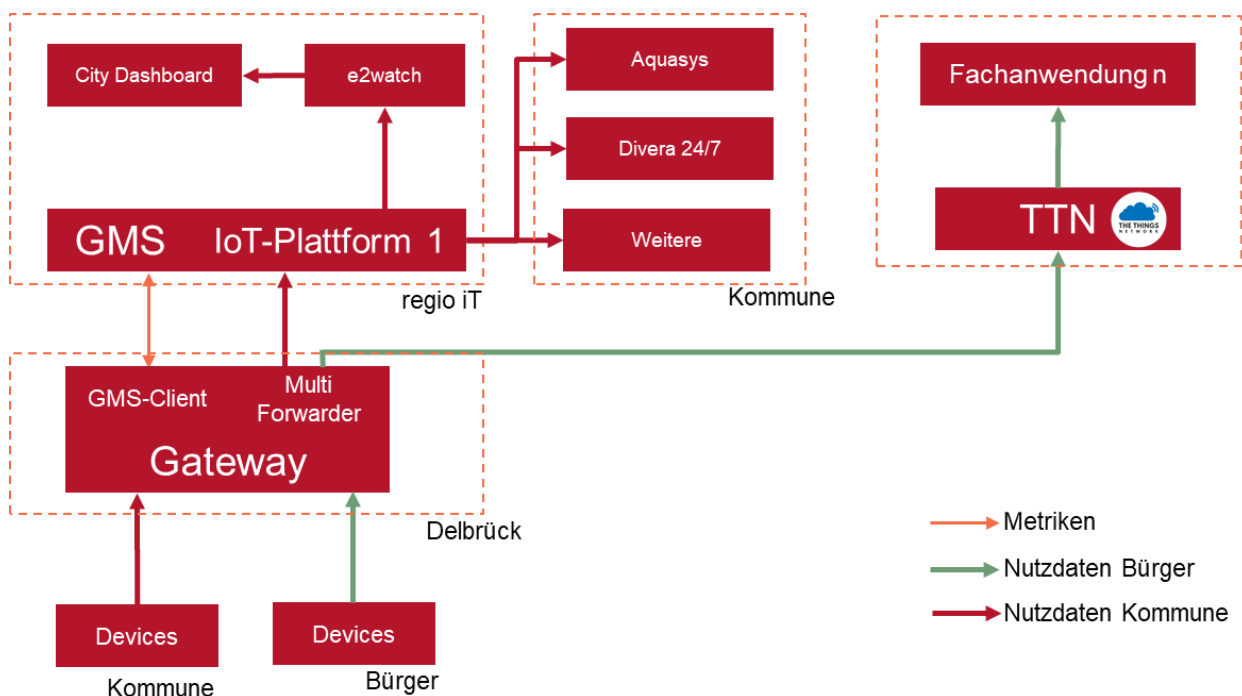 City Dashboard
e2watch
Aquasys
Divera 24/7
Weitere
Fachanwendung n
TTN
THE THINGS
NETWORK
GMS
IoT-Plattform 1
regio iT
Kommune
GMS-Client
Multi
Forwarder
Gateway
Delbrück
Devices
Kommune
Devices
Bürger
Metriken
Nutzdaten Bürger
Nutzdaten Kommune